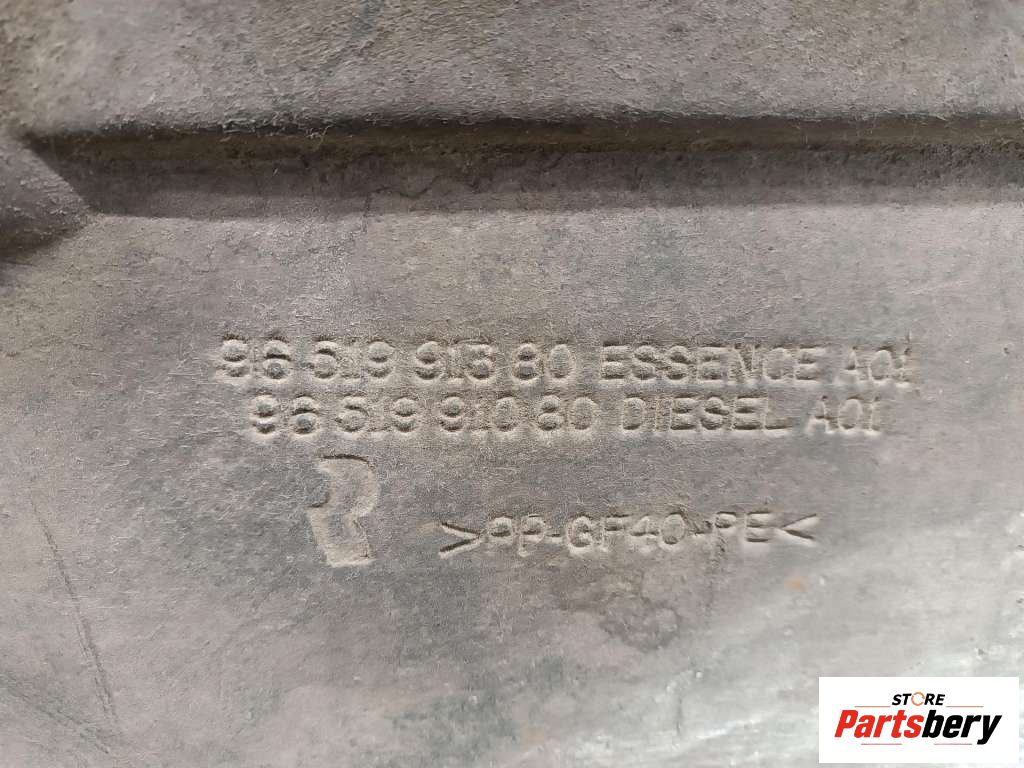 96 519 913 80 ESSENCE A01
96 519 910 80 DIESEL A01
>PP-GF40-PE<
STORE
Partsbery